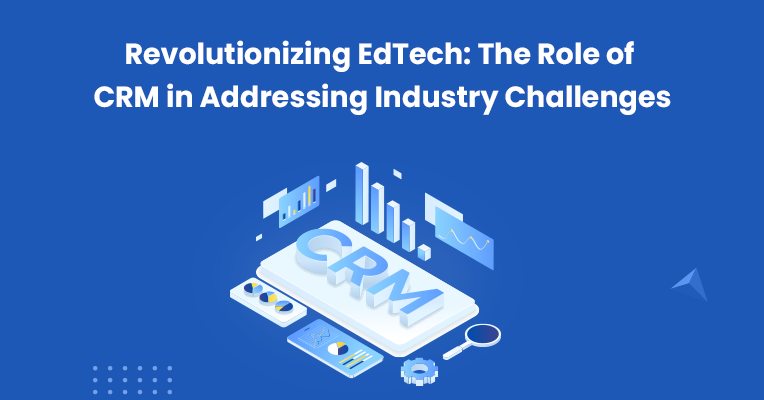 Revolutionizing EdTech: The Role of
CRM in Addressing Industry Challenges
CRM